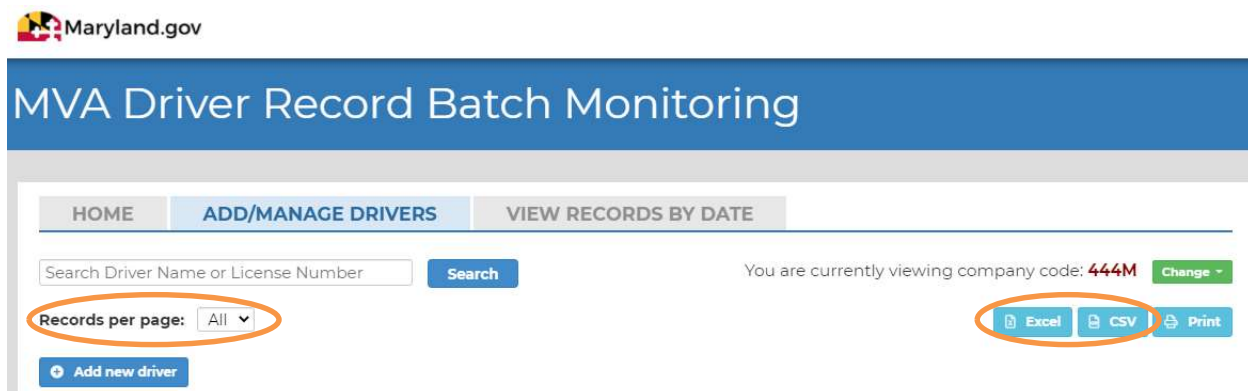 Maryland.gov
MVA Driver Record Batch Monitoring
HOME ADD/MANAGE DRIVERS VIEW RECORDS BY DATE
Search Driver Name or License Number Search You are currently viewing company code: 444M Change
Records per page: All Excel CSV Print
Add new driver